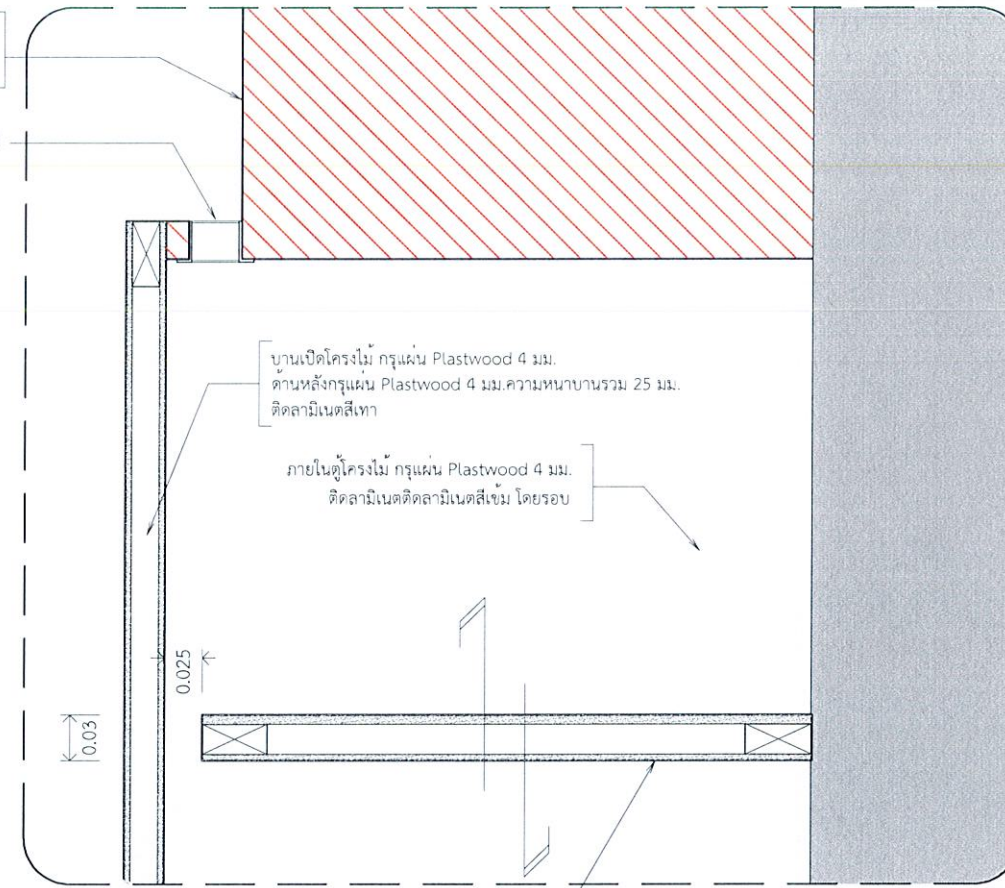 บานเปิดโครงไม้ กรุแผ่น Plastwood 4 มม.
ด้านหลังกรุแผ่น Plastwood 4 มม.ความหนาบานรวม 25 มม.
ติดลามิเนตสีเทา
ภายในตู้โครงไม้ กรุแผ่น Plastwood 4 มม.
ติดลามิเนตติดลามิเนตสีเข้ม โดยรอบ
0.025
0.03